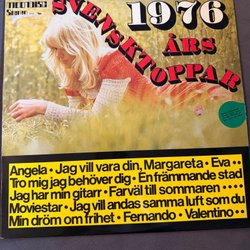 Stereo
1976
ÅRS
SVENSKTOPPAR
Angela • Jag vill vara din, Margareta • Eva ••
Tro mig jag behöver dig • En främmande stad
Jag har min gitarr • Farväl till sommaren ••••
Moviestar • Jag vill andas samma luft som du
Min dröm om frihet • Fernando • Valentino ••